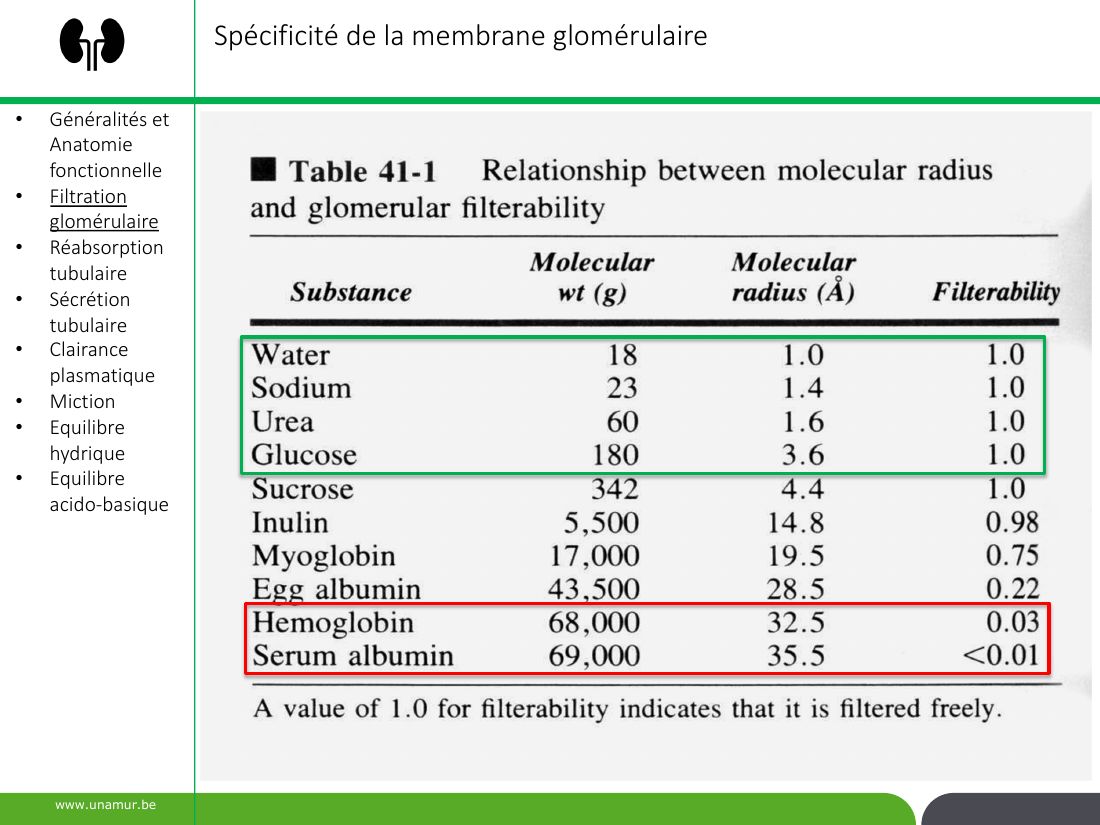 Spécificité de la membrane glomérulaire
• Généralités et
Anatomie
fonctionnelle
• Filtration
glomérulaire
• Réabsorption
tubulaire
• Sécrétion
tubulaire
• Clairance
plasmatique
• Miction
• Equilibre
hydrique
• Equilibre
acido-basique
■ Table 41-1 Relationship between molecular radius
and glomerular filterability
Substance Molecular wt (g) Molecular radius (Å) Filterability
Water 18 1.0 1.0
Sodium 23 1.4 1.0
Urea 60 1.6 1.0
Glucose 180 3.6 1.0
Sucrose 342 4.4 1.0
Inulin 5,500 14.8 0.98
Myoglobin 17,000 19.5 0.75
Egg albumin 43,500 28.5 0.22
Hemoglobin 68,000 32.5 0.03
Serum albumin 69,000 35.5 <0.01
A value of 1.0 for filterability indicates that it is filtered freely.
www.unamur.be